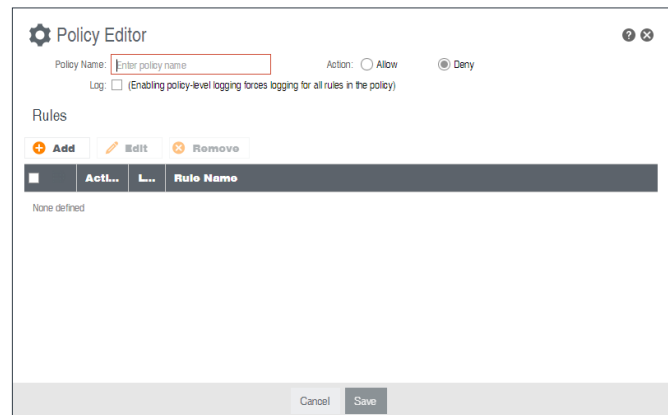 Policy Editor
Policy Name: Enter policy name Action: Allow Deny
Log: (Enabling policy-level logging forces logging for all rules in the policy)
Rules
Add Edit Remove
Acti... L... Rule Name
None defined
Cancel Save